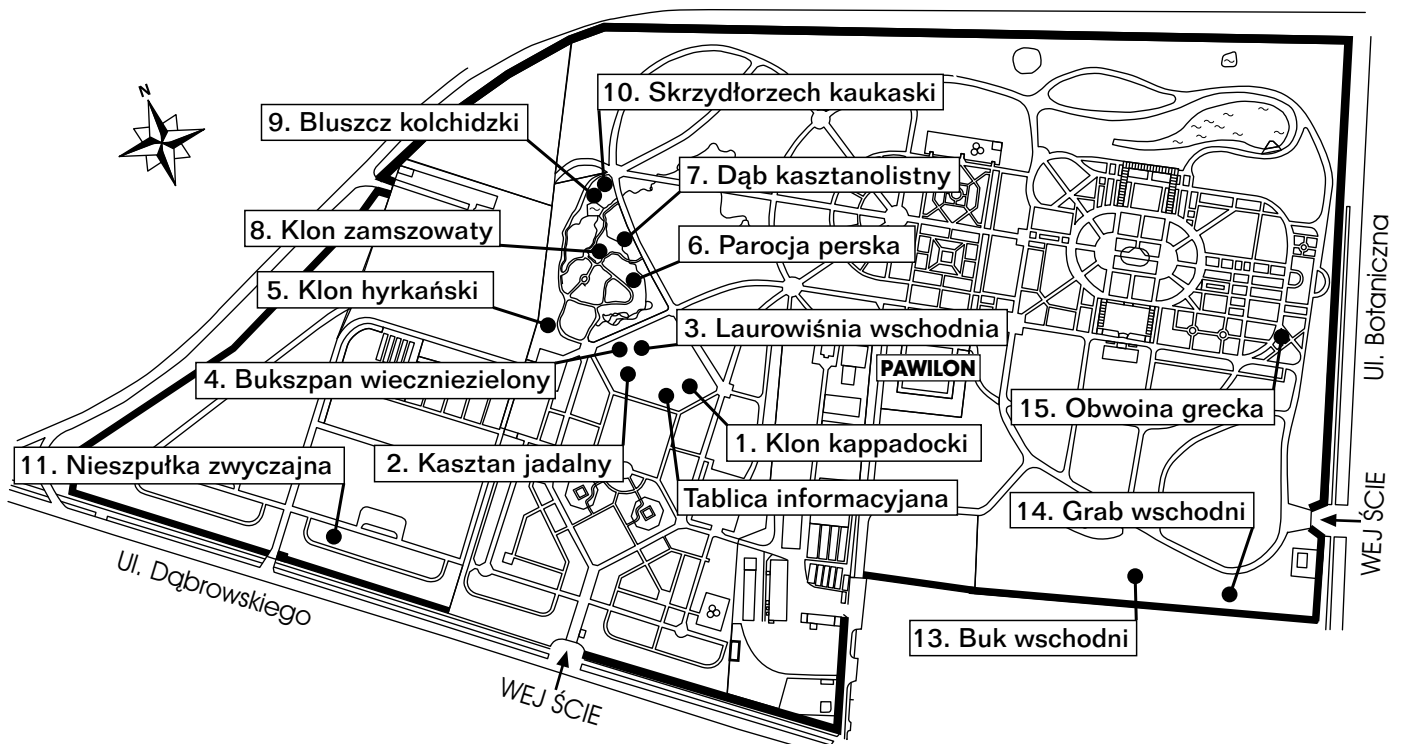 N
10. Skrzydłorzech kaukaski
9. Bluszcz kolchidzki
7. Dąb kasztanolistny
8. Klon zamszowaty
6. Parocja perska
5. Klon hyrkański
3. Laurowiśnia wschodnia
4. Bukszpan wieczniezielony
PAWILON
Ul. Botaniczna
15. Obwoina grecka
1. Klon kappadocki
11. Nieszpułka zwyczajna
2. Kasztan jadalny
Tablica informacyjana
14. Grab wschodni
WEJ ŚCIE
Ul. Dąbrowskiego
13. Buk wschodni
WEJ ŚCIE